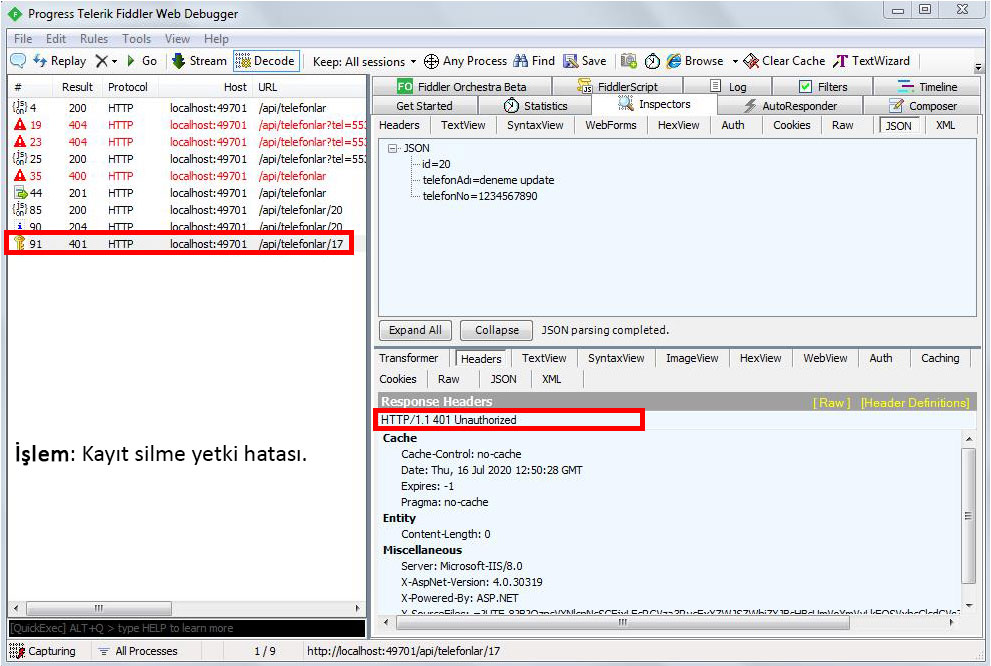 Progress Telerik Fiddler Web Debugger
File Edit Rules Tools View Help
Replay Go Stream Decode Keep: All sessions Any Process Find Save Browse Clear Cache TextWizard
# Result Protocol Host URL
4 200 HTTP localhost:49701 /api/telefonlar
19 404 HTTP localhost:49701 /api/telefonlar?tel=553
23 404 HTTP localhost:49701 /api/telefonlar?tel=553
25 200 HTTP localhost:49701 /api/telefonlar?tel=553
35 400 HTTP localhost:49701 /api/telefonlar
44 201 HTTP localhost:49701 /api/telefonlar
85 200 HTTP localhost:49701 /api/telefonlar/20
90 204 HTTP localhost:49701 /api/telefonlar/20
91 401 HTTP localhost:49701 /api/telefonlar/17
İşlem: Kayıt silme yetki hatası.
[QuickExec] ALT+Q > type HELP to learn more
FO Fiddler Orchestra Beta FiddlerScript Log Filters Timeline
Get Started Statistics Inspectors AutoResponder Composer
Headers TextView SyntaxView WebForms HexView Auth Cookies Raw JSON XML
JSON
id=20
telefonAdı=deneme update
telefonNo=1234567890
Expand All Collapse JSON parsing completed.
Transformer Headers TextView SyntaxView ImageView HexView WebView Auth Caching
Cookies Raw JSON XML
Response Headers [ Raw ] [Header Definitions]
HTTP/1.1 401 Unauthorized
Cache
Cache-Control: no-cache
Date: Thu, 16 Jul 2020 12:50:28 GMT
Expires: -1
Pragma: no-cache
Entity
Content-Length: 0
Miscellaneous
Server: Microsoft-IIS/8.0
X-AspNet-Version: 4.0.30319
X-Powered-By: ASP.NET
X-SourceFiles:
Capturing All Processes 1 / 9 http://localhost:49701/api/telefonlar/17